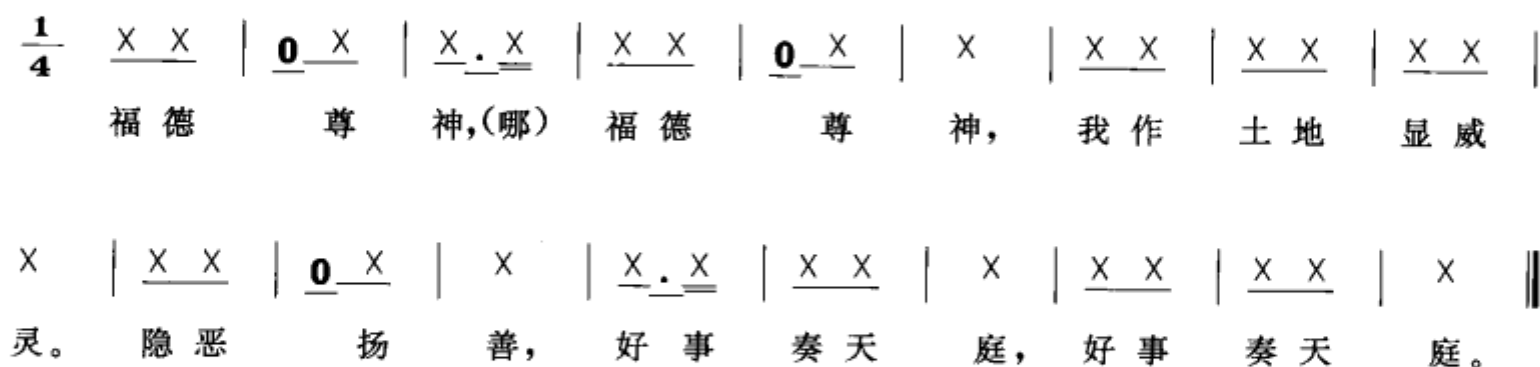 1/4 X X | 0 X | X . X | X X | 0 X | X | X X | X X | X X |
福德 尊 神，(哪) 福德 尊 神， 我作 土地 显威
X | X X | 0 X | X | X . X | X X | X | X X | X X | X ‖
灵。 隐恶 扬 善， 好事 奏天 庭， 好事 奏天 庭。